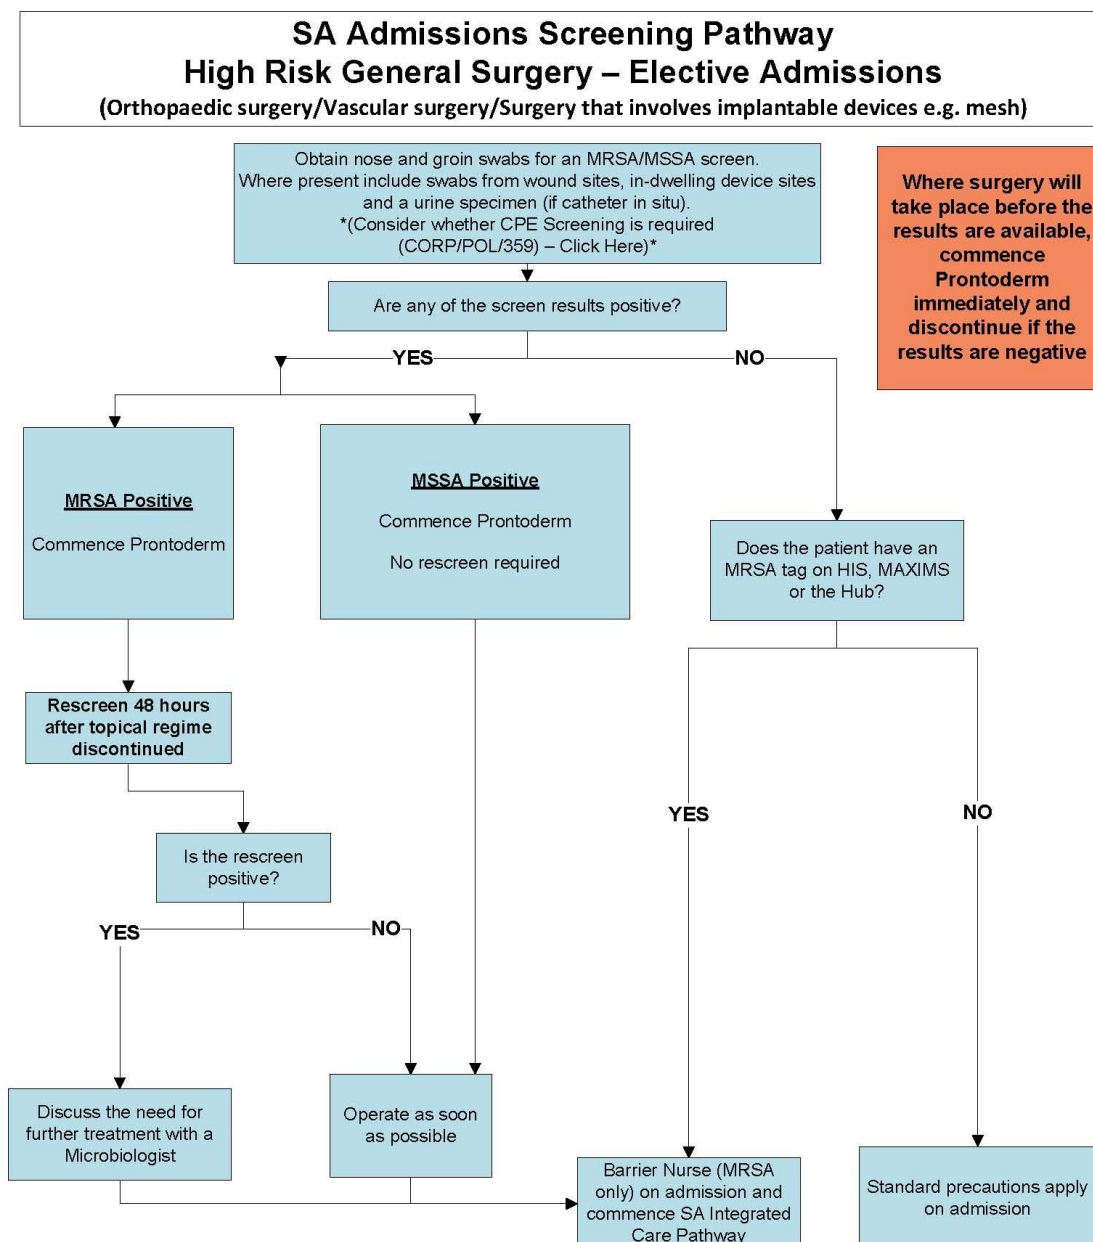 SA Admissions Screening Pathway
High Risk General Surgery – Elective Admissions
(Orthopaedic surgery/Vascular surgery/Surgery that involves implantable devices e.g. mesh)
Obtain nose and groin swabs for an MRSA/MSSA screen.
Where present include swabs from wound sites, in-dwelling device sites
and a urine specimen (if catheter in situ).
*(Consider whether CPE Screening is required
(CORP/POL/359) – Click Here)*
Where surgery will
take place before the
results are available,
commence
Prontoderm
immediately and
discontinue if the
results are negative
Are any of the screen results positive?
YES
NO
MRSA Positive
Commence Prontoderm
MSSA Positive
Commence Prontoderm
No rescreen required
Does the patient have an
MRSA tag on HIS, MAXIMS
or the Hub?
Rescreen 48 hours
after topical regime
discontinued
YES
NO
Is the rescreen
positive?
YES
NO
Discuss the need for
further treatment with a
Microbiologist
Operate as soon
as possible
Barrier Nurse (MRSA
only) on admission and
commence SA Integrated
Care Pathway
Standard precautions apply
on admission